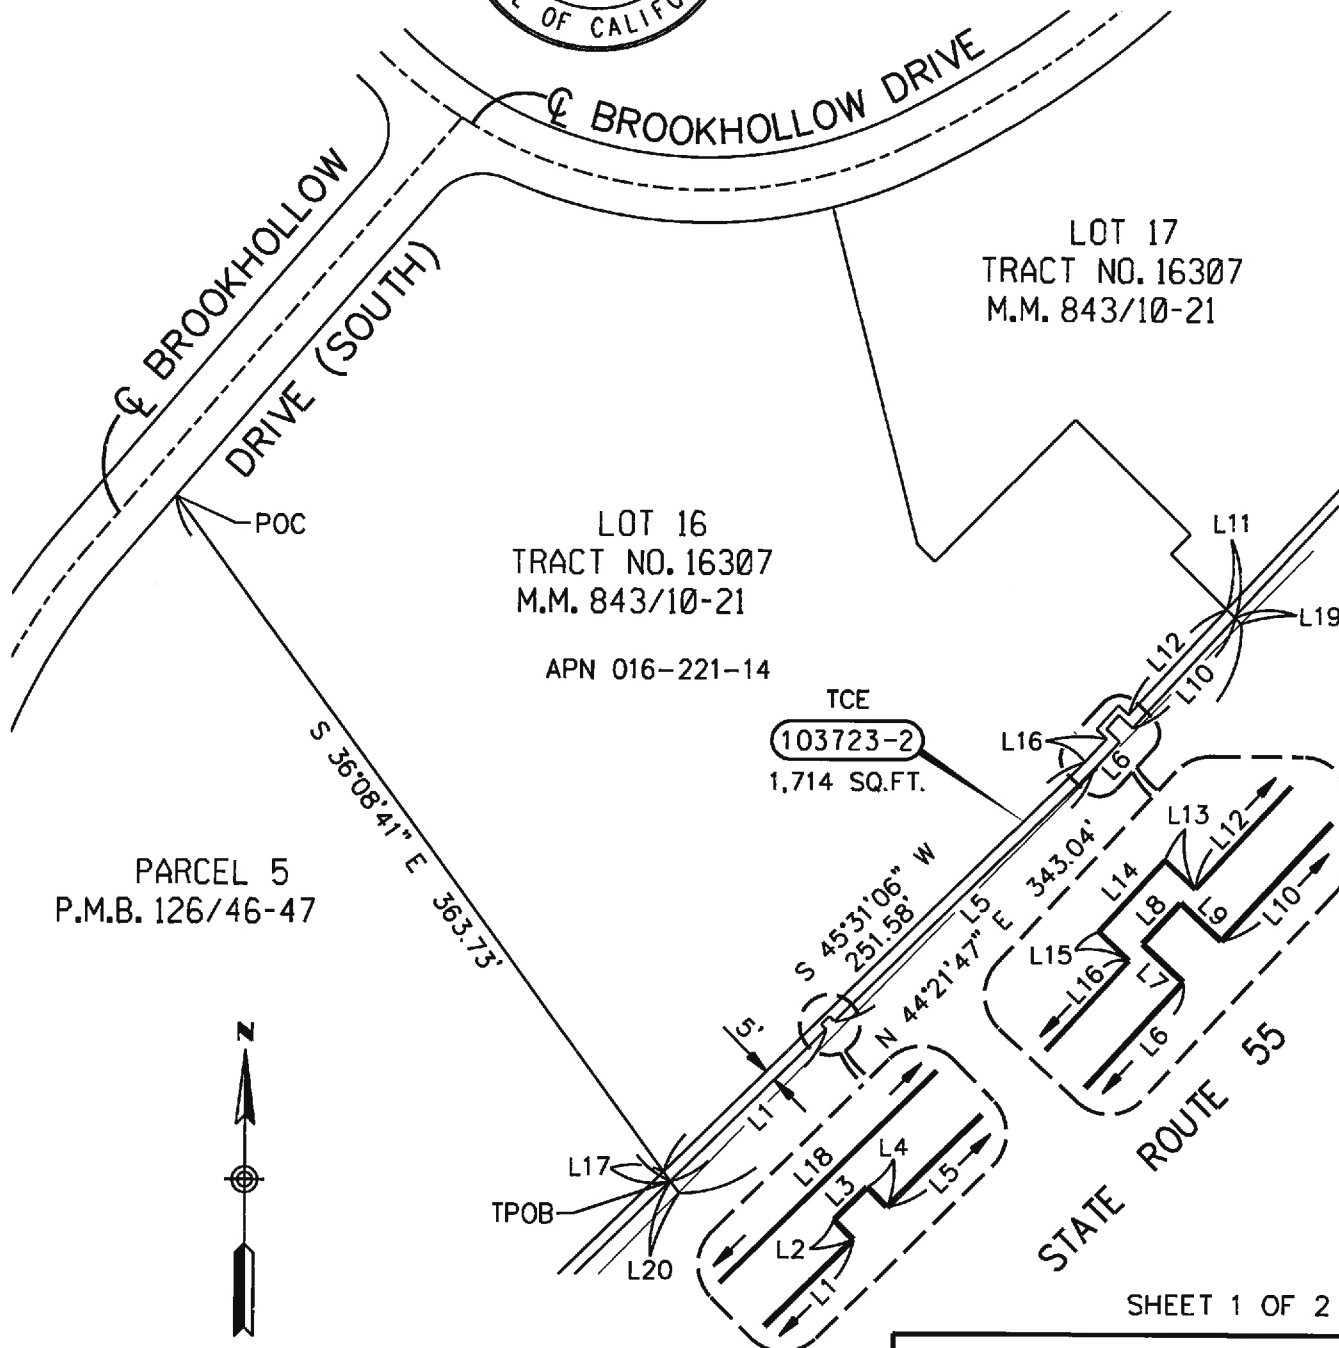 OF CALIFO
℄ BROOKHOLLOW DRIVE
℄ BROOKHOLLOW
DRIVE (SOUTH)
LOT 17
TRACT NO. 16307
M.M. 843/10-21
POC
LOT 16
TRACT NO. 16307
M.M. 843/10-21
APN 016-221-14
L11
L19
L12
L10
TCE
103723-2
1,714 SQ.FT.
L16
L6
S 36°08'41" E 363.73'
PARCEL 5
P.M.B. 126/46-47
S 45°31'06" W
251.58'
L5
N 44°21'47" E 343.04'
L13
L12
L14
L8
L9
L10
L15
L7
L16
L6
N
5'
L1
L17
TPOB
L20
L18
L4
L3
L5
L2
L1
STATE ROUTE 55
SHEET 1 OF 2